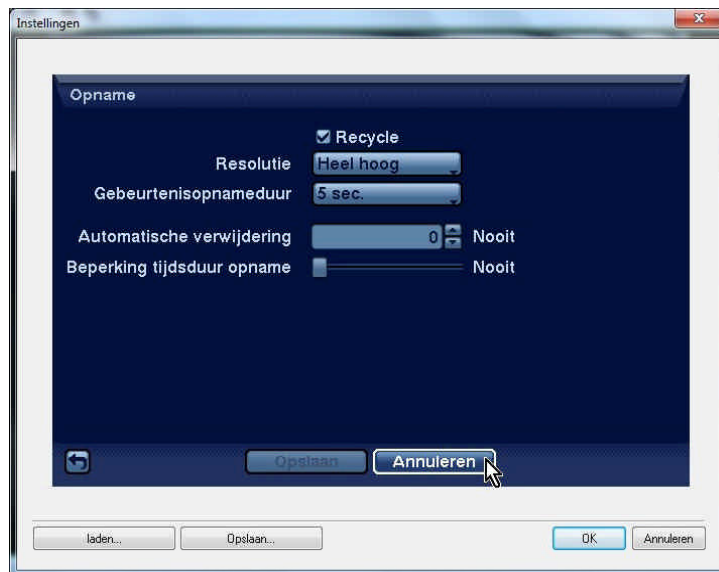 Instellingen
Opname
Recycle
Resolutie Heel hoog
Gebeurtenisopnameduur 5 sec.
Automatische verwijdering 0 Nooit
Beperking tijdsduur opname Nooit
Opslaan Annuleren
laden... Opslaan... OK Annuleren